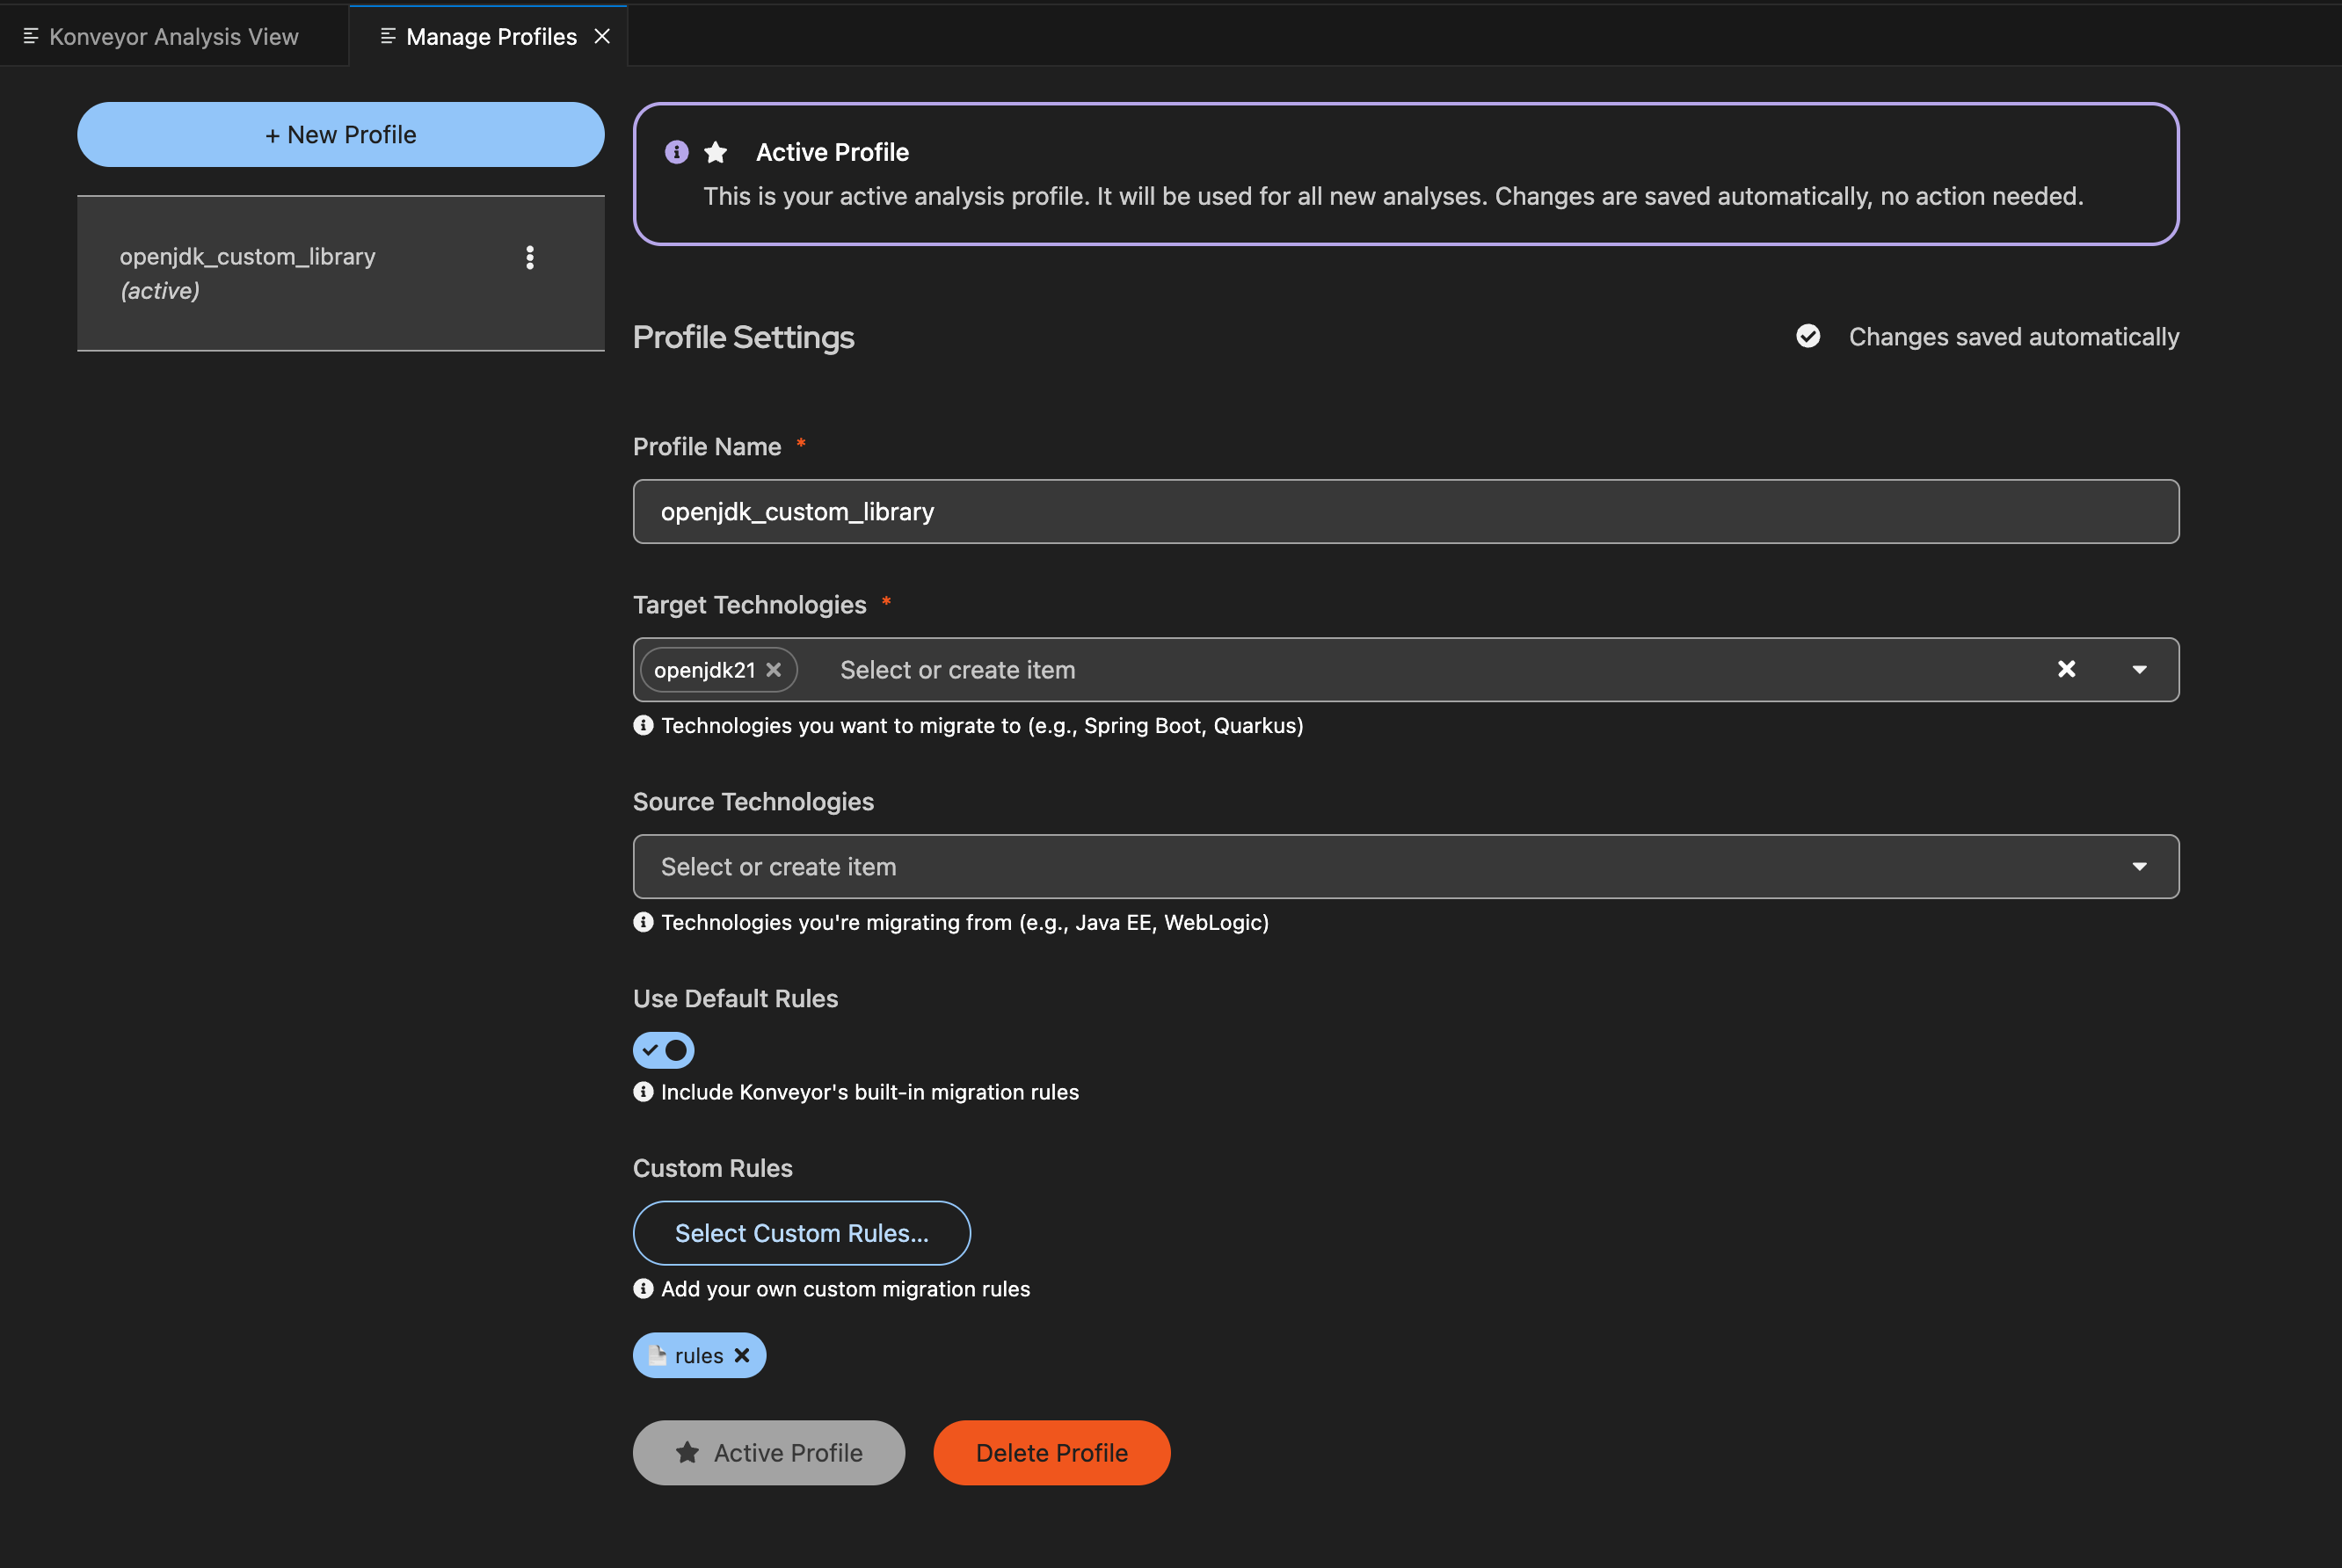 Konveyor Analysis View
Manage Profiles
+ New Profile
openjdk_custom_library
(active)
Active Profile
This is your active analysis profile. It will be used for all new analyses. Changes are saved automatically, no action needed.
Profile Settings
Changes saved automatically
Profile Name *
openjdk_custom_library
Target Technologies *
openjdk21 Select or create item
Technologies you want to migrate to (e.g., Spring Boot, Quarkus)
Source Technologies
Select or create item
Technologies you're migrating from (e.g., Java EE, WebLogic)
Use Default Rules
Include Konveyor's built-in migration rules
Custom Rules
Select Custom Rules...
Add your own custom migration rules
rules
Active Profile
Delete Profile